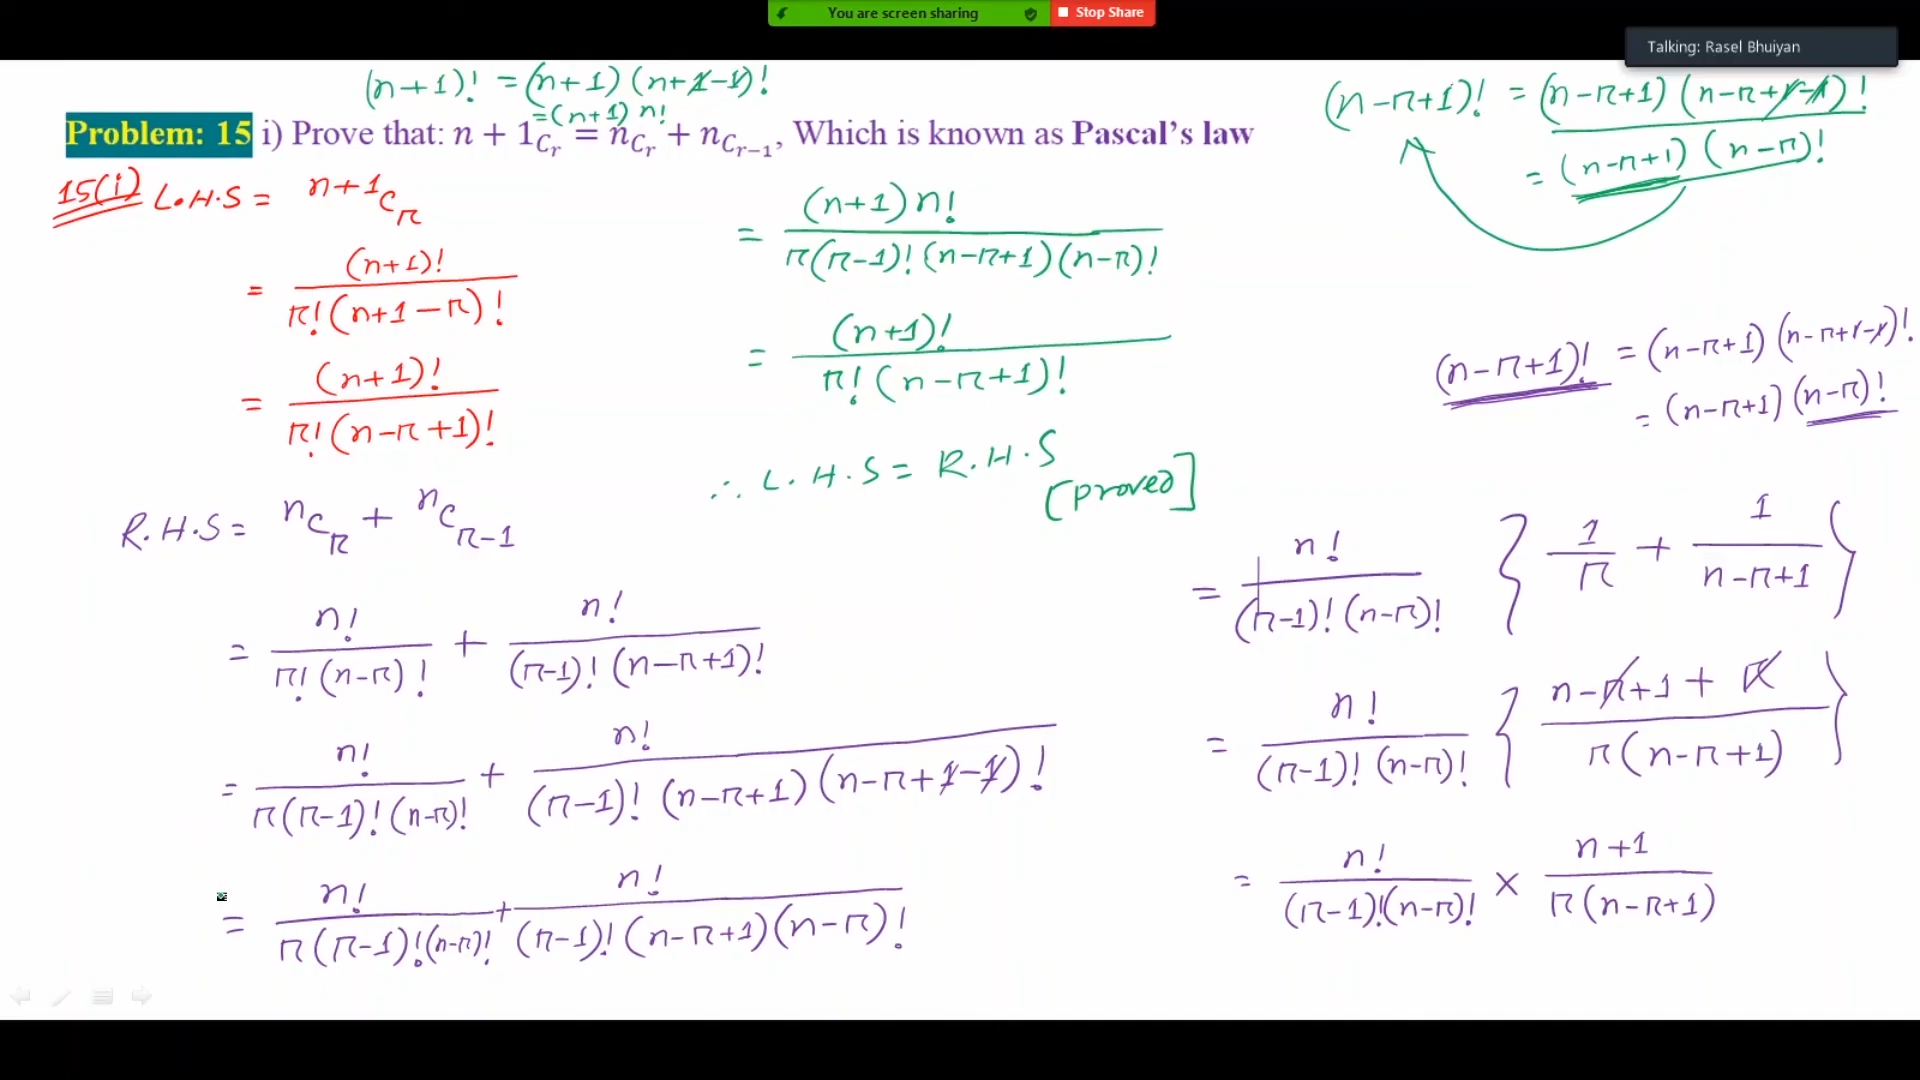 You are screen sharing
Stop Share
Talking: Rasel Bhuiyan
(n+1)! = (n+1) (n+1-1)!
= (n+1) n!
Problem: 15 i) Prove that: n + 1Cr = nCr + nCr−1, Which is known as Pascal's law
15(i) L.H.S = n+1Cr
= (n+1)! / r!(n+1-r)!
= (n+1)! / r!(n-r+1)!
R.H.S = nCr + nCr-1
= n! / r!(n-r)! + n! / (r-1)!(n-r+1)!
= n! / r(r-1)!(n-r)! + n! / (r-1)!(n-r+1)(n-r+1-1)!
= n! / r(r-1)!(n-r)! + n! / (r-1)!(n-r+1)(n-r)!
= (n+1)n! / r(r-1)!(n-r+1)(n-r)!
= (n+1)! / r!(n-r+1)!
∴ L.H.S = R.H.S
[proved]
(n-r+1)! = (n-r+1)(n-r+1-1)!
= (n-r+1)(n-r)!
(n-r+1)! = (n-r+1)(n-r+1-1)!
= (n-r+1)(n-r)!
= n! / (r-1)!(n-r)! { 1/r + 1/n-r+1 }
= n! / (r-1)!(n-r)! { n-r+1+r / r(n-r+1) }
= n! / (r-1)!(n-r)! × n+1 / r(n-r+1)